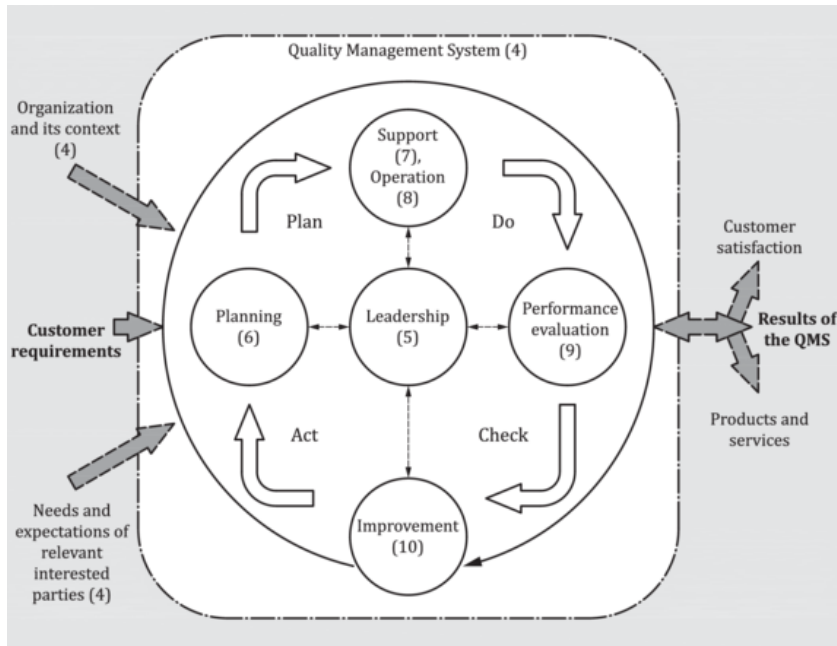 Quality Management System (4)
Organization
and its context
(4)
Support
(7),
Operation
(8)
Plan
Do
Customer
satisfaction
Customer
requirements
Planning
(6)
Leadership
(5)
Performance
evaluation
(9)
Results of
the QMS
Act
Check
Products and
services
Needs and
expectations of
relevant
interested
parties (4)
Improvement
(10)